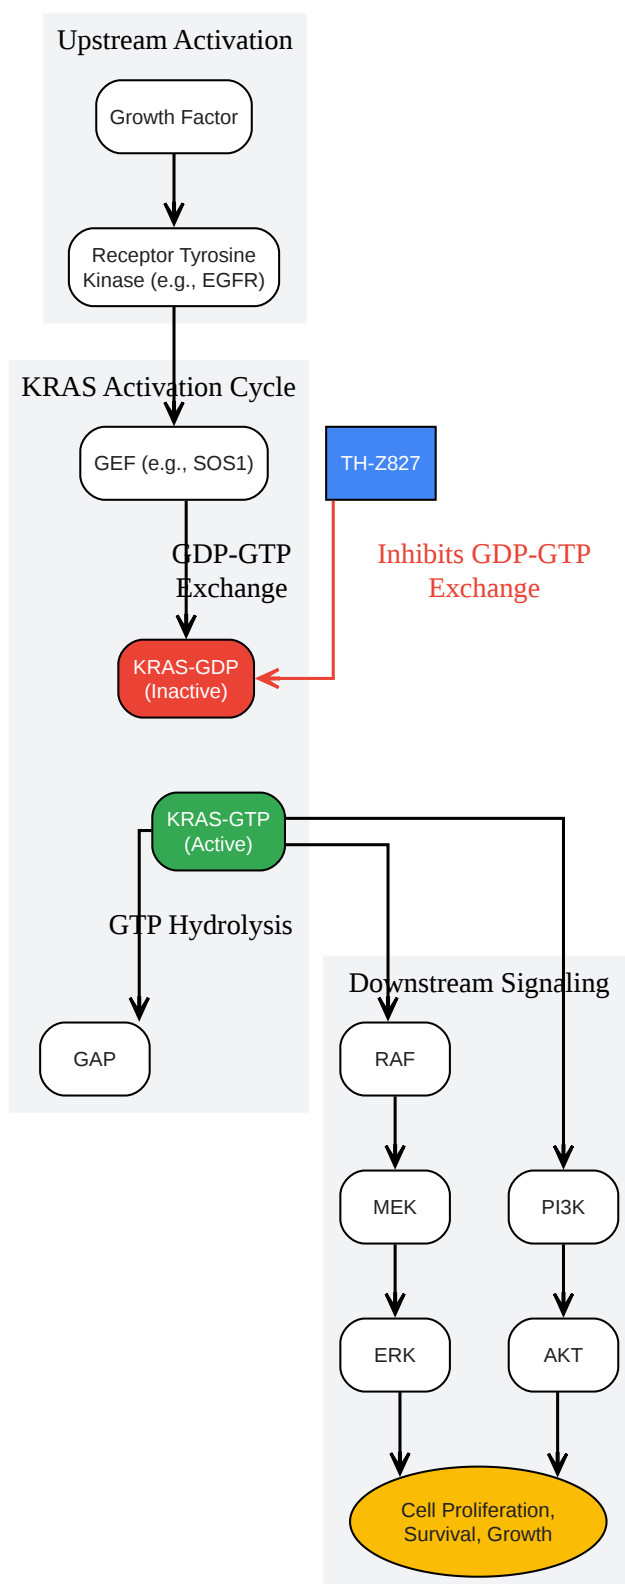 Upstream Activation
Growth Factor
Receptor Tyrosine
Kinase (e.g., EGFR)
KRAS Activation Cycle
GEF (e.g., SOS1)
TH-Z827
GDP-GTP
Exchange
Inhibits GDP-GTP
Exchange
KRAS-GDP
(Inactive)
KRAS-GTP
(Active)
GTP Hydrolysis
Downstream Signaling
GAP
RAF
MEK
PI3K
ERK
AKT
Cell Proliferation,
Survival, Growth